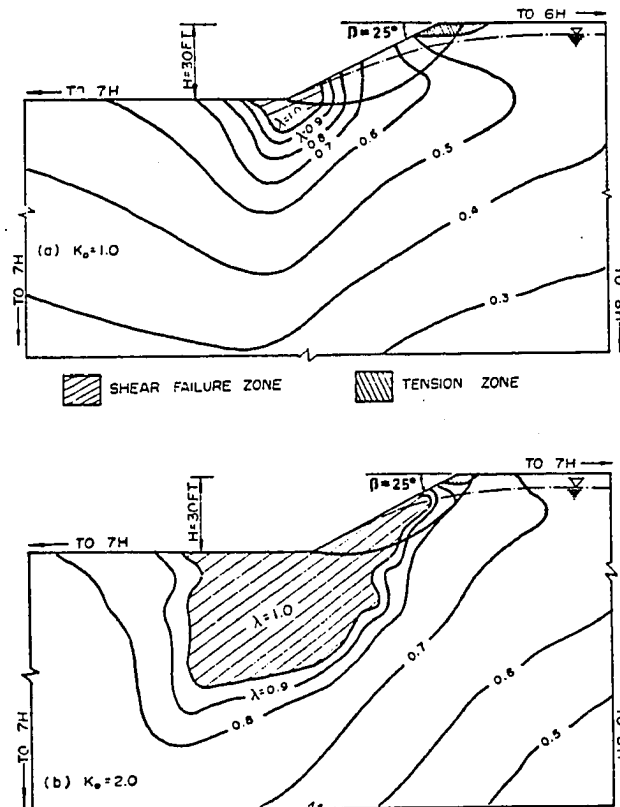 TO 6H
β=25°
H=30FT
TO 7H
λ=1.0
λ=0.9
0.8
0.7
0.6
0.5
0.4
0.3
(a) K₀=1.0
TO 7H
SHEAR FAILURE ZONE
TENSION ZONE
TO 7H
β=25°
H=30FT
TO 7H
λ=1.0
λ=0.9
0.8
0.7
0.6
0.5
TO 7H
(b) K₀=2.0